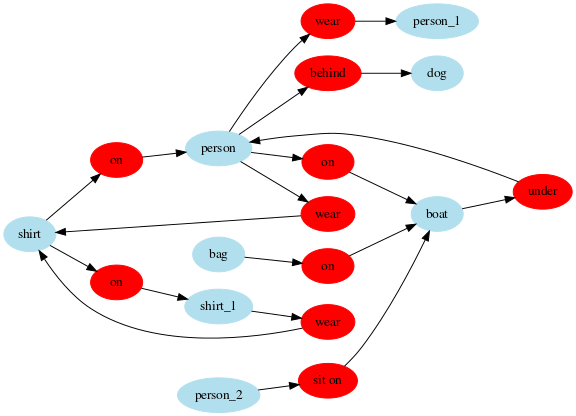 wear
person_1
behind
dog
on
person
on
under
shirt
wear
boat
bag
on
on
shirt_1
wear
person_2
sit on